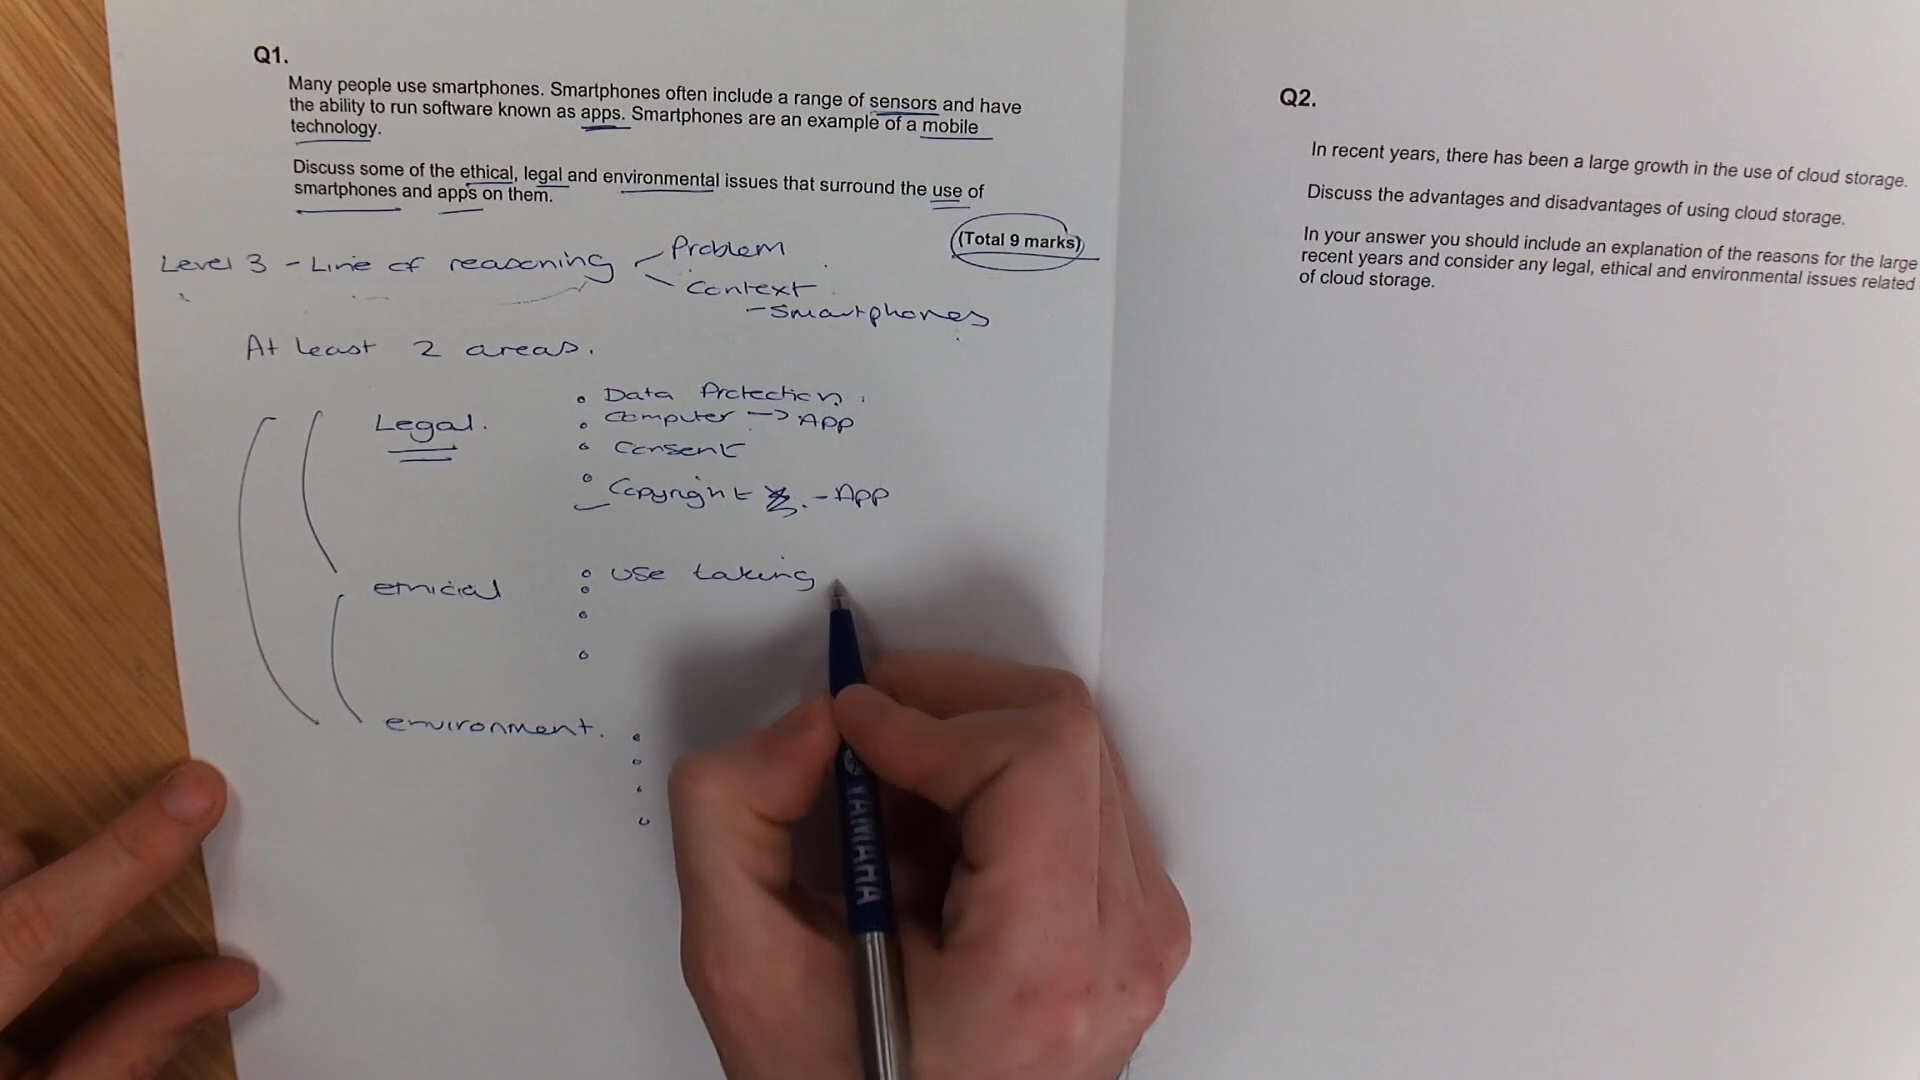 Q1.
Many people use smartphones. Smartphones often include a range of sensors and have
the ability to run software known as apps. Smartphones are an example of a mobile
technology.
Discuss some of the ethical, legal and environmental issues that surround the use of
smartphones and apps on them.
(Total 9 marks)
Level 3 - Line of reasoning
Problem
Context
- Smartphones
At least 2 areas.
Legal.
Data Protection.
Computer -> App
Consent
Copyright - App
ethicial
use taking
environment.
Q2.
In recent years, there has been a large growth in the use of cloud storage.
Discuss the advantages and disadvantages of using cloud storage.
In your answer you should include an explanation of the reasons for the large
recent years and consider any legal, ethical and environmental issues related
of cloud storage.
YAMAHA